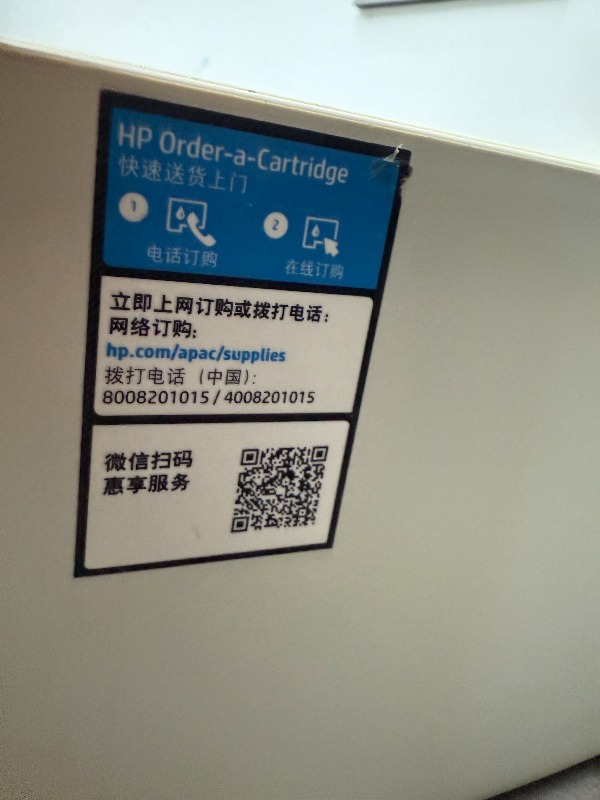 HP Order-a-Cartridge
快速送货上门
1
2
电话订购
在线订购
立即上网订购或拨打电话：
网络订购：
hp.com/apac/supplies
拨打电话（中国）：
8008201015 / 4008201015
微信扫码
惠享服务